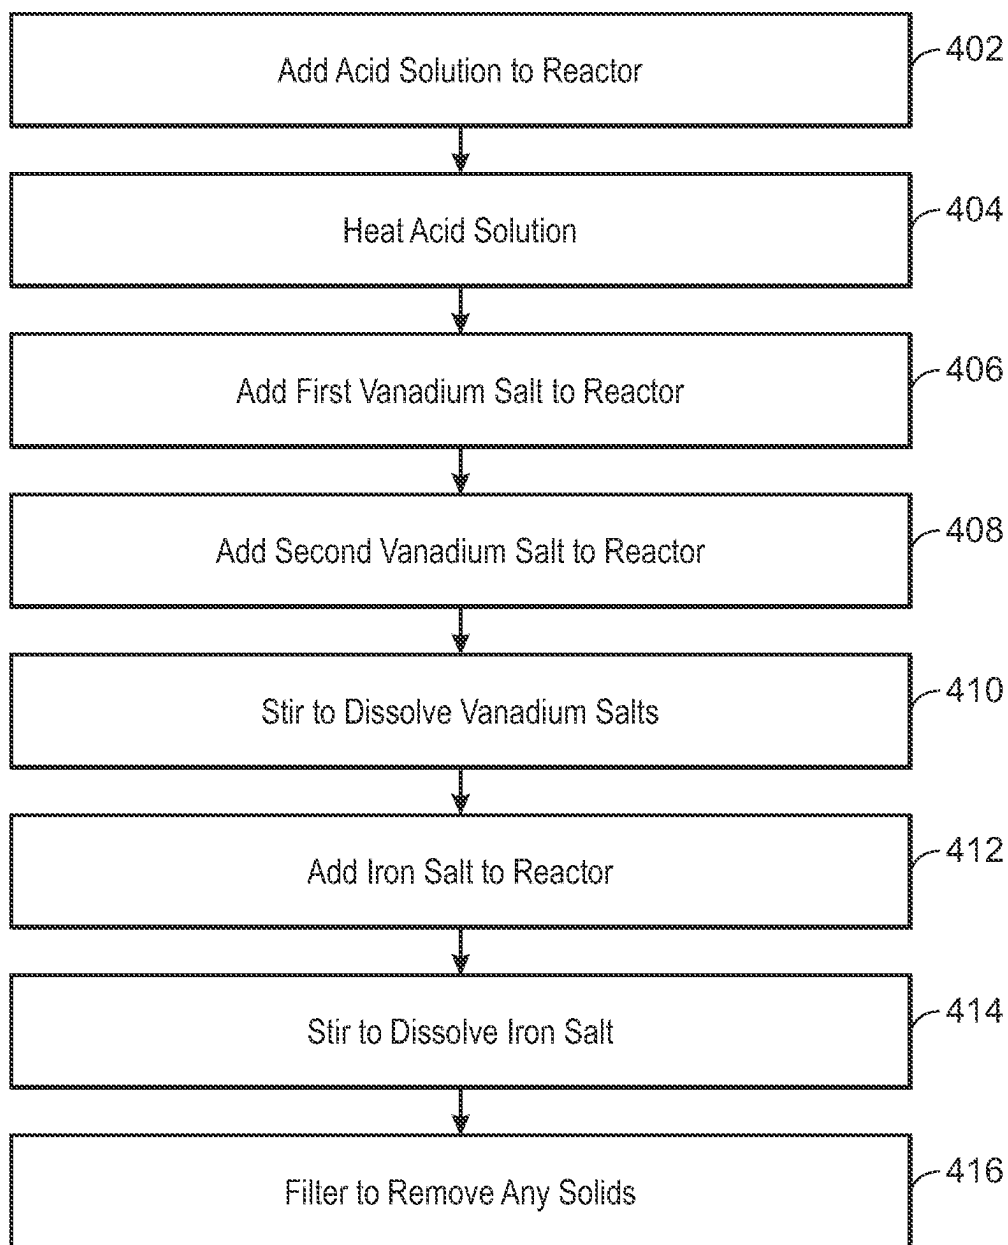 Add Acid Solution to Reactor
402
Heat Acid Solution
404
Add First Vanadium Salt to Reactor
406
Add Second Vanadium Salt to Reactor
408
Stir to Dissolve Vanadium Salts
410
Add Iron Salt to Reactor
412
Stir to Dissolve Iron Salt
414
Filter to Remove Any Solids
416